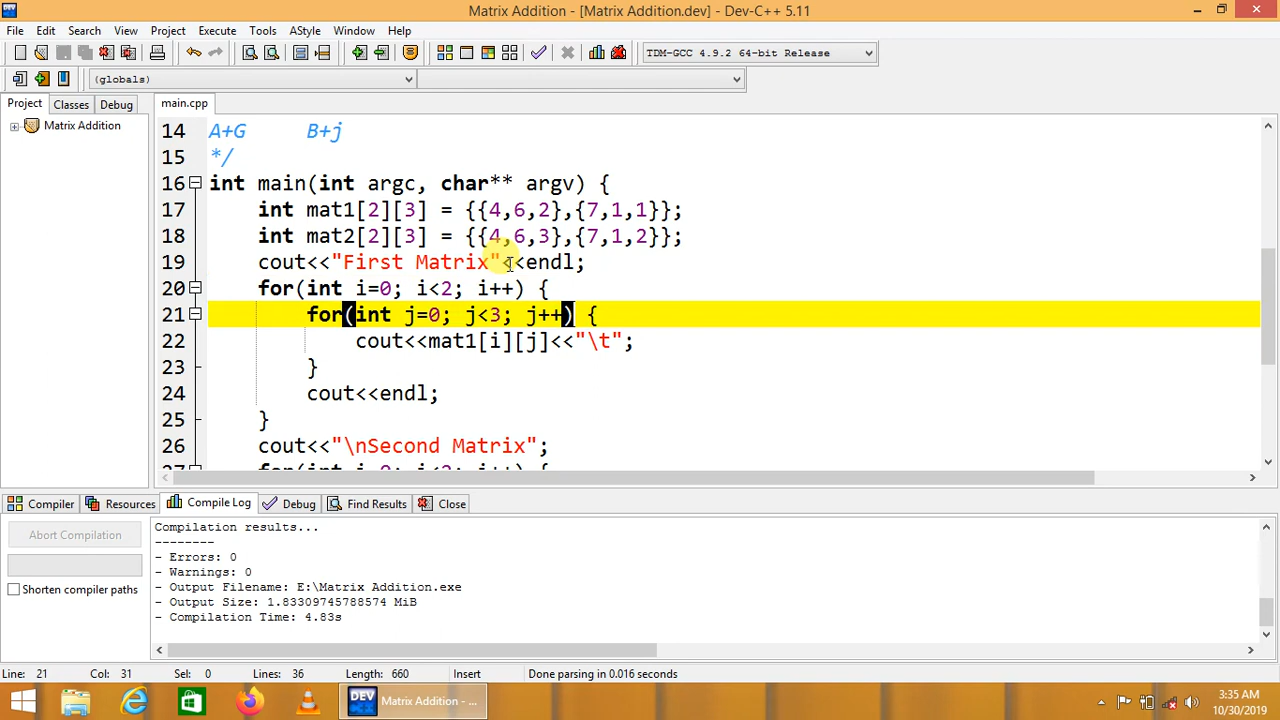 Matrix Addition - [Matrix Addition.dev] - Dev-C++ 5.11
File Edit Search View Project Execute Tools AStyle Window Help
TDM-GCC 4.9.2 64-bit Release
(globals)
Project Classes Debug
main.cpp
Matrix Addition
14 A+G B+j
15 */
16 int main(int argc, char** argv) {
17 int mat1[2][3] = {{4,6,2},{7,1,1}};
18 int mat2[2][3] = {{4,6,3},{7,1,2}};
19 cout<<"First Matrix"<<endl;
20 for(int i=0; i<2; i++) {
21 for(int j=0; j<3; j++) {
22 cout<<mat1[i][j]<<"\t";
23 }
24 cout<<endl;
25 }
26 cout<<"\nSecond Matrix";
27 for(int i=0; i<2; i++) {
Compiler Resources Compile Log Debug Find Results Close
Abort Compilation
Shorten compiler paths
Compilation results...
--------
- Errors: 0
- Warnings: 0
- Output Filename: E:\Matrix Addition.exe
- Output Size: 1.83309745788574 MiB
- Compilation Time: 4.83s
Line: 21 Col: 31 Sel: 0 Lines: 36 Length: 660 Insert Done parsing in 0.016 seconds
DEV Matrix Addition - ...
3:35 AM
10/30/2019